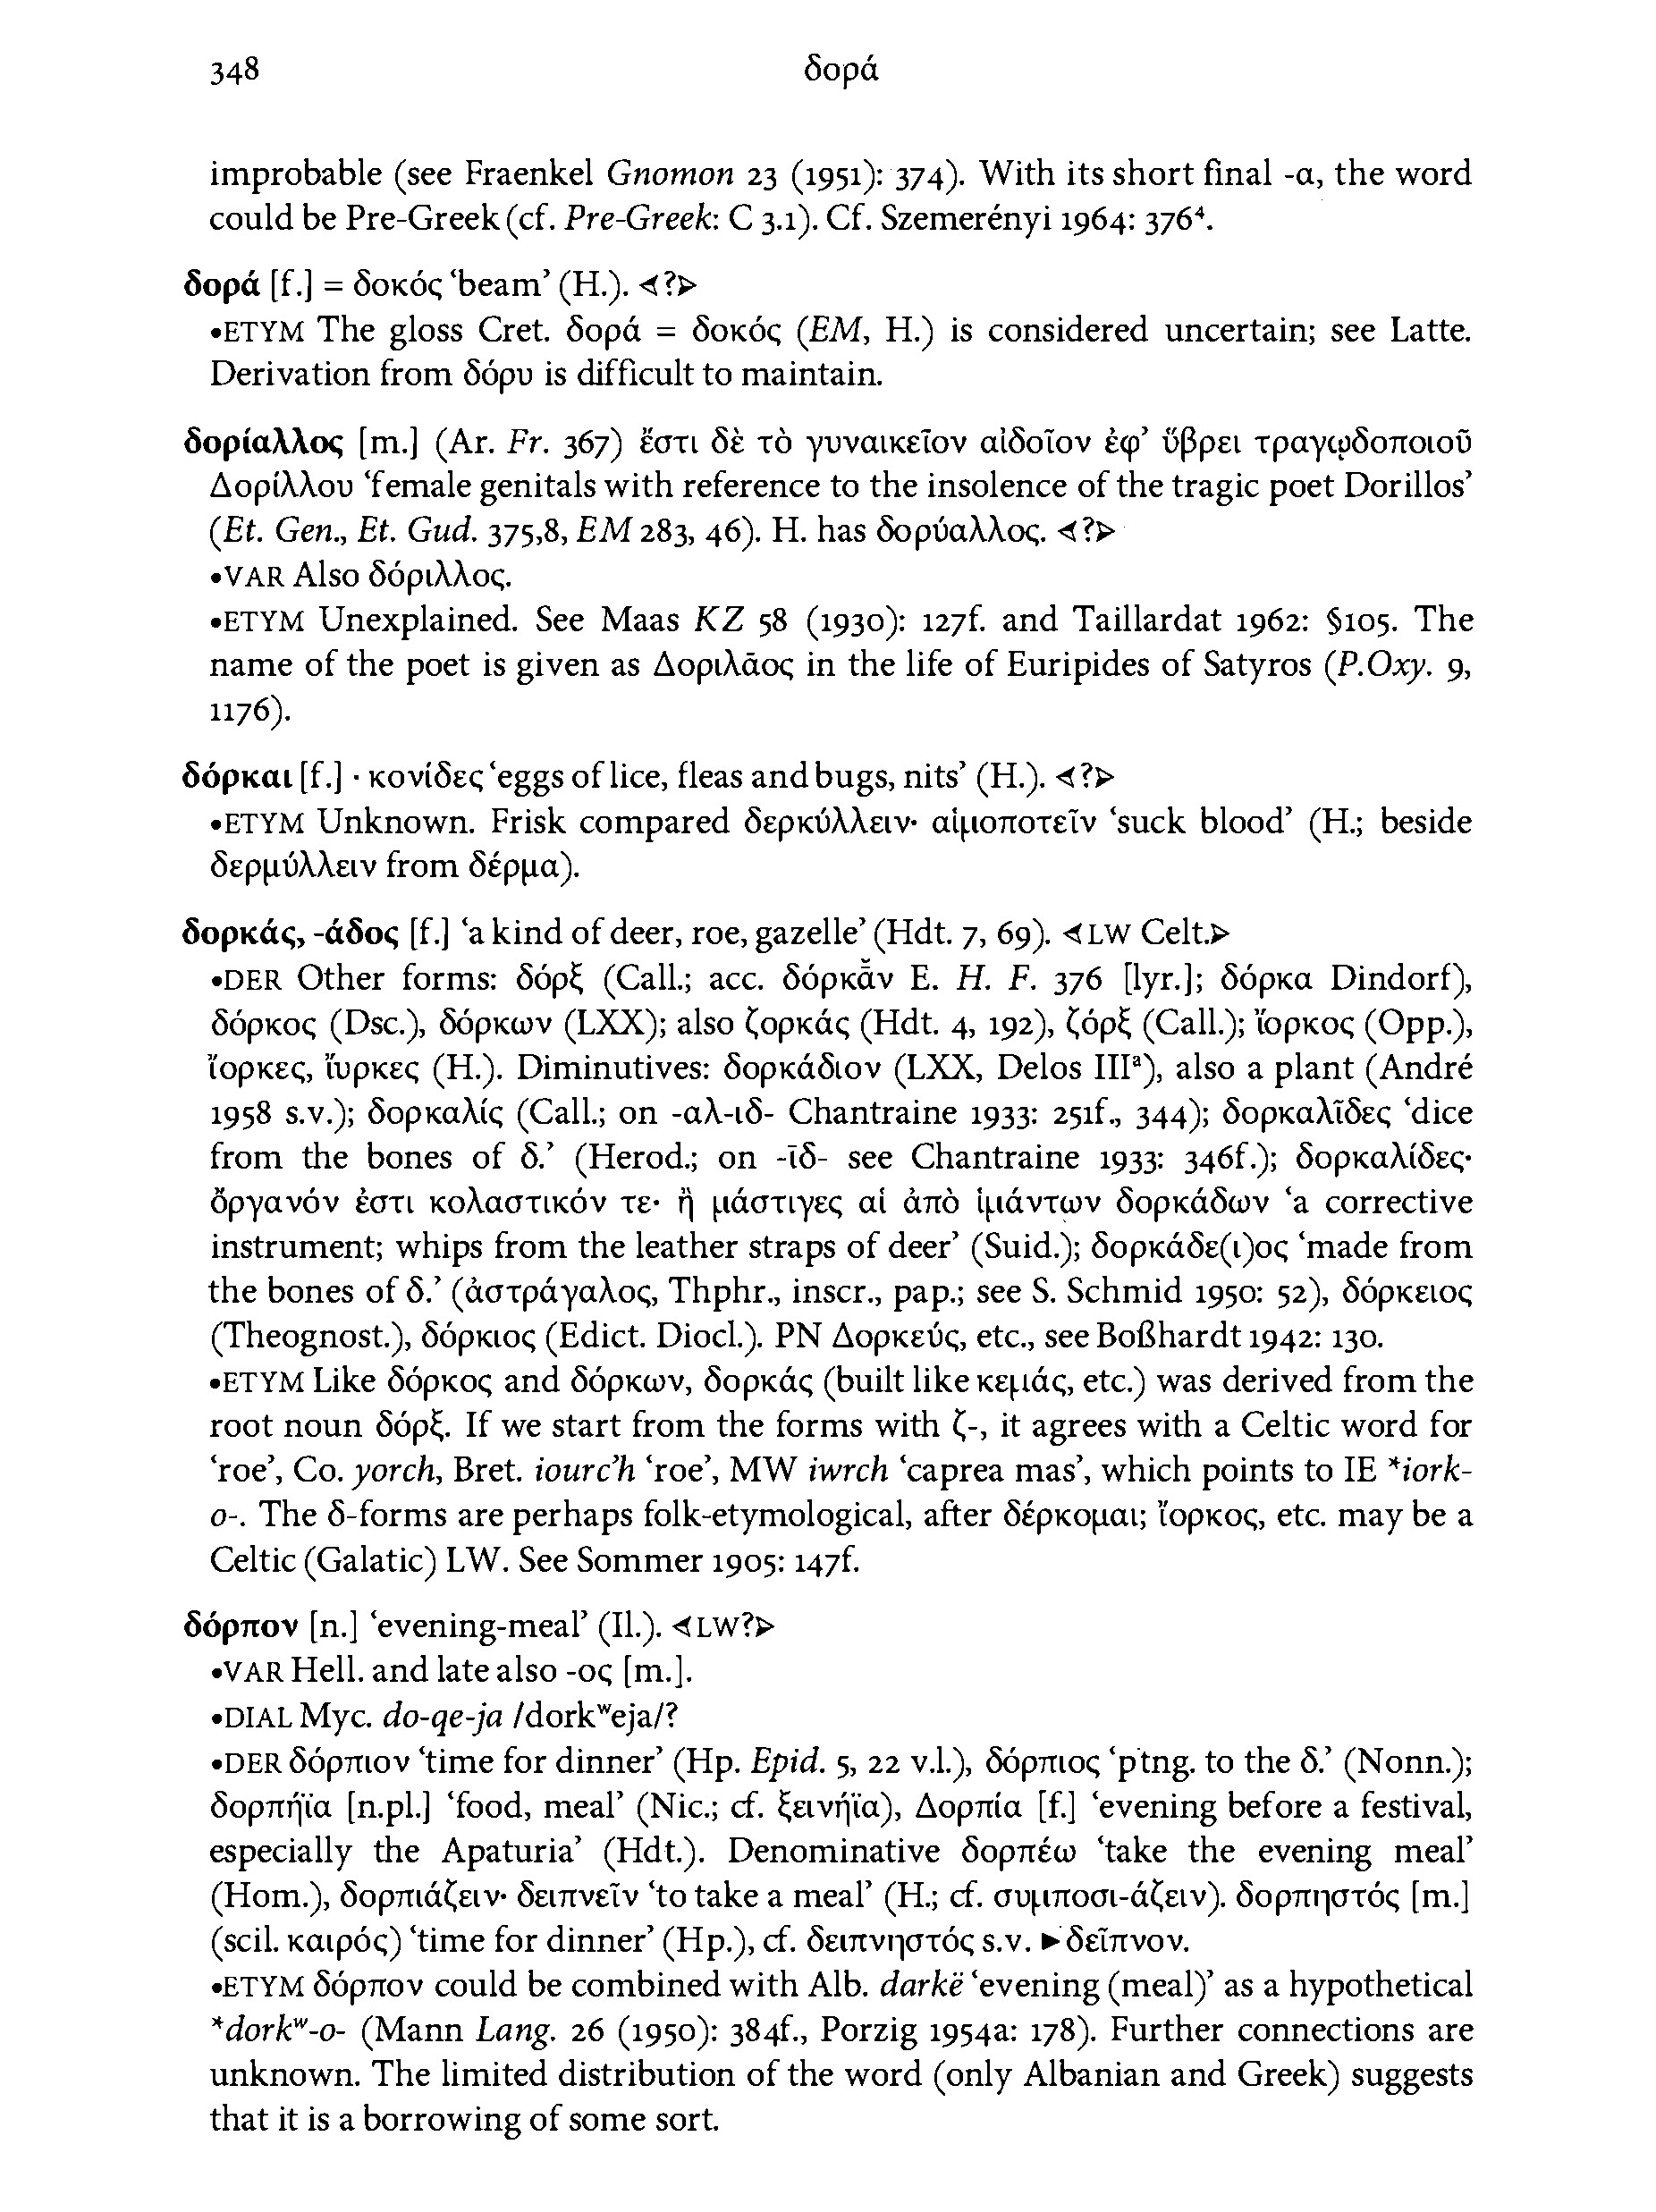 348
δορά
improbable (see Fraenkel Gnomon 23 (1951): 374). With its short final -α, the word
could be Pre-Greek (cf. Pre-Greek: C 3.1). Cf. Szemerényi 1964: 376⁴.
δορά [f.] = δοκός ‘beam’ (H.). ⊲?⊳
•ETYM The gloss Cret. δορά = δοκός (EM, H.) is considered uncertain; see Latte.
Derivation from δόρυ is difficult to maintain.
δορίαλλος [m.] (Ar. Fr. 367) ἔστι δὲ τὸ γυναικεῖον αἰδοῖον ἐφ’ ὕβρει τραγῳδοποιοῦ
Δορίλλου ‘female genitals with reference to the insolence of the tragic poet Dorillos’
(Et. Gen., Et. Gud. 375,8, EM 283, 46). H. has δορύαλλος. ⊲?⊳
•VAR Also δόριλλος.
•ETYM Unexplained. See Maas KZ 58 (1930): 127f. and Taillardat 1962: §105. The
name of the poet is given as Δοριλᾱος in the life of Euripides of Satyros (P.Oxy. 9,
1176).
δόρκαι [f.] · κονίδες ‘eggs of lice, fleas and bugs, nits’ (H.). ⊲?⊳
•ETYM Unknown. Frisk compared δερκύλλειν· αἱμοποτεῖν ‘suck blood’ (H.; beside
δερμύλλειν from δέρμα).
δορκάς, -άδος [f.] ‘a kind of deer, roe, gazelle’ (Hdt. 7, 69). ⊲LW Celt.⊳
•DER Other forms: δόρξ (Call.; acc. δόρκᾰν E. H. F. 376 [lyr.]; δόρκα Dindorf),
δόρκος (Dsc.), δόρκων (LXX); also ζορκάς (Hdt. 4, 192), ζόρξ (Call.); ἴορκος (Opp.),
ἴορκες, ἴυρκες (H.). Diminutives: δορκάδιον (LXX, Delos IIIᵃ), also a plant (André
1958 s.v.); δορκαλίς (Call.; on -αλ-ιδ- Chantraine 1933: 251f., 344); δορκαλῖδες ‘dice
from the bones of δ.’ (Herod.; on -ῑδ- see Chantraine 1933: 346f.); δορκαλίδες·
ὄργανόν ἐστι κολαστικόν τε· ἢ μάστιγες αἱ ἀπὸ ἱμάντων δορκάδων ‘a corrective
instrument; whips from the leather straps of deer’ (Suid.); δορκάδε(ι)ος ‘made from
the bones of δ.’ (ἀστράγαλος, Thphr., inscr., pap.; see S. Schmid 1950: 52), δόρκειος
(Theognost.), δόρκιος (Edict. Diocl.). PN Δορκεύς, etc., see Boßhardt 1942: 130.
•ETYM Like δόρκος and δόρκων, δορκάς (built like κεμάς, etc.) was derived from the
root noun δόρξ. If we start from the forms with ζ-, it agrees with a Celtic word for
‘roe’, Co. yorch, Bret. iourc’h ‘roe’, MW iwrch ‘caprea mas’, which points to IE *iork-
o-. The δ-forms are perhaps folk-etymological, after δέρκομαι; ἴορκος, etc. may be a
Celtic (Galatic) LW. See Sommer 1905: 147f.
δόρπον [n.] ‘evening-meal’ (Il.). ⊲LW?⊳
•VAR Hell. and late also -ος [m.].
•DIAL Myc. do-qe-ja /dorkʷeja/?
•DER δόρπιον ‘time for dinner’ (Hp. Epid. 5, 22 v.l.), δόρπιος ‘ptng. to the δ.’ (Nonn.);
δορπήϊα [n.pl.] ‘food, meal’ (Nic.; cf. ξεινήϊα), Δορπία [f.] ‘evening before a festival,
especially the Apaturia’ (Hdt.). Denominative δορπέω ‘take the evening meal’
(Hom.), δορπιάζειν· δειπνεῖν ‘to take a meal’ (H.; cf. συμποσι-άζειν). δορπηστός [m.]
(scil. καιρός) ‘time for dinner’ (Hp.), cf. δειπνηστός s.v. ►δεῖπνον.
•ETYM δόρπον could be combined with Alb. darkë ‘evening (meal)’ as a hypothetical
*dorkʷ-o- (Mann Lang. 26 (1950): 384f., Porzig 1954a: 178). Further connections are
unknown. The limited distribution of the word (only Albanian and Greek) suggests
that it is a borrowing of some sort.